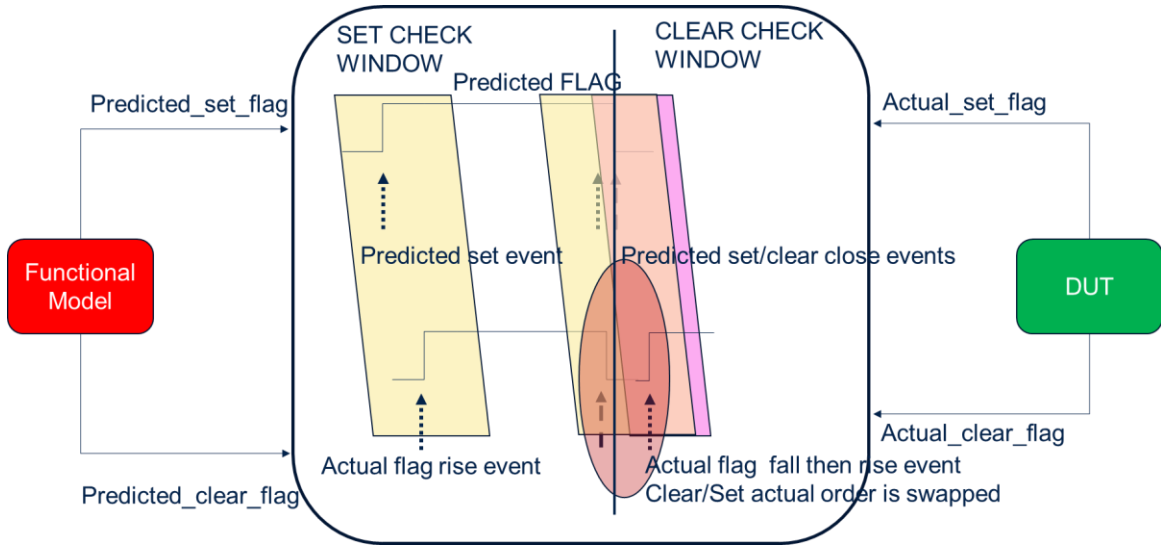 SET CHECK
WINDOW
CLEAR CHECK
WINDOW
Predicted FLAG
Predicted_set_flag
Actual_set_flag
Predicted set event
Predicted set/clear close events
Functional
Model
DUT
Actual flag rise event
Actual flag fall then rise event
Clear/Set actual order is swapped
Actual_clear_flag
Predicted_clear_flag